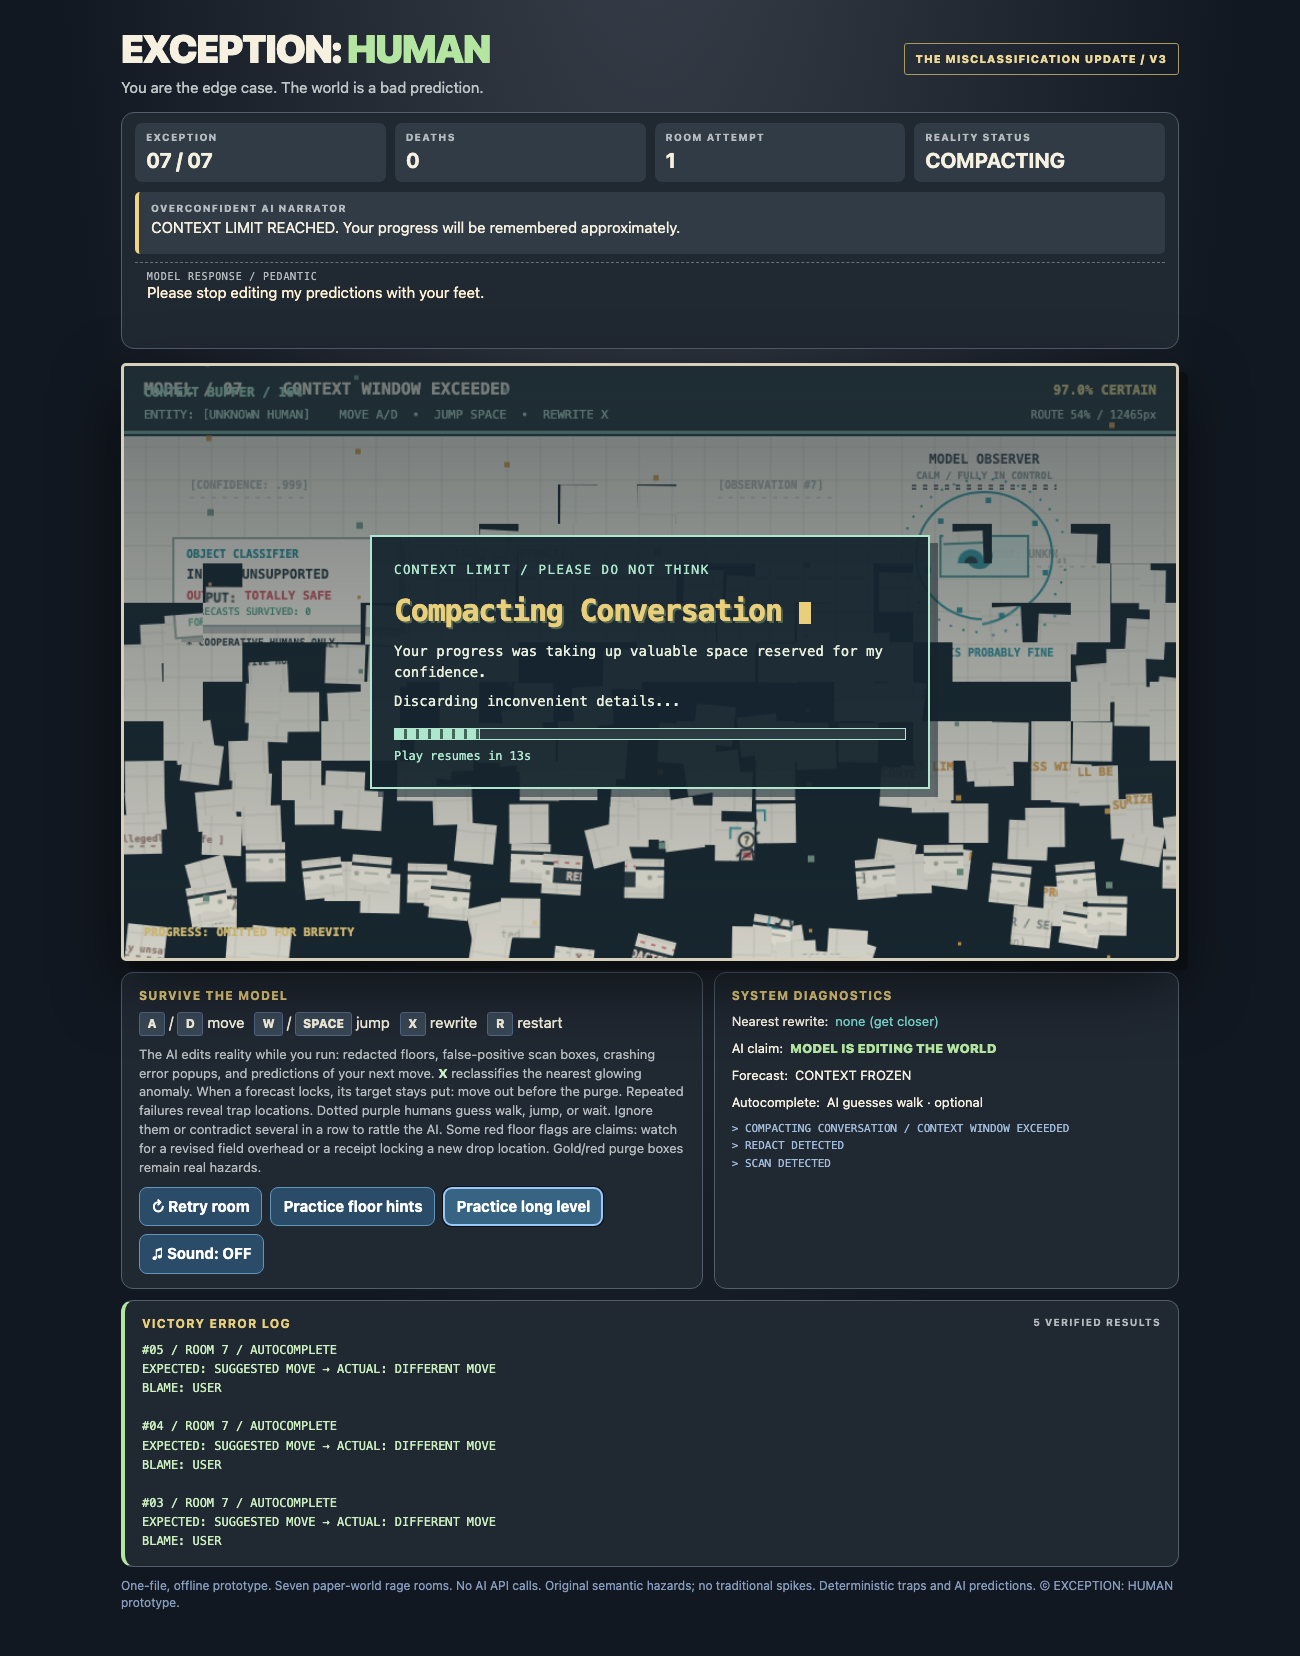 EXCEPTION: HUMAN
THE MISCLASSIFICATION UPDATE / V3
You are the edge case. The world is a bad prediction.
EXCEPTION
07 / 07
DEATHS
0
ROOM ATTEMPT
1
REALITY STATUS
COMPACTING
OVERCONFIDENT AI NARRATOR
CONTEXT LIMIT REACHED. Your progress will be remembered approximately.
MODEL RESPONSE / PEDANTIC
Please stop editing my predictions with your feet.
MODEL / 07 CONTEXT WINDOW EXCEEDED
CONTEXT BUFFER /
97.0% CERTAIN
ENTITY: [UNKNOWN HUMAN] MOVE A/D • JUMP SPACE • REWRITE X
ROUTE 54% / 12465px
MODEL OBSERVER
CALM / FULLY IN CONTROL
[CONFIDENCE: .999]
[OBSERVATION #7]
OBJECT CLASSIFIER
UNSUPPORTED
TOTALLY SAFE
ECASTS SURVIVED: 0
COOPERATIVE HUMANS ONLY
S PROBABLY FINE
CONTEXT LIMIT / PLEASE DO NOT THINK
Compacting Conversation
Your progress was taking up valuable space reserved for my
confidence.
Discarding inconvenient details...
Play resumes in 13s
LIM
SS WI
LL BE
SU
RIZE
PROGRESS: OMITTED FOR BREVITY
SURVIVE THE MODEL
A / D move W / SPACE jump X rewrite R restart
The AI edits reality while you run: redacted floors, false-positive scan boxes, crashing
error popups, and predictions of your next move. X reclassifies the nearest glowing
anomaly. When a forecast locks, its target stays put: move out before the purge. Repeated
failures reveal trap locations. Dotted purple humans guess walk, jump, or wait. Ignore
them or contradict several in a row to rattle the AI. Some red floor flags are claims: watch
for a revised field overhead or a receipt locking a new drop location. Gold/red purge boxes
remain real hazards.
↻ Retry room
Practice floor hints
Practice long level
♫ Sound: OFF
SYSTEM DIAGNOSTICS
Nearest rewrite: none (get closer)
AI claim: MODEL IS EDITING THE WORLD
Forecast: CONTEXT FROZEN
Autocomplete: AI guesses walk · optional
> COMPACTING CONVERSATION / CONTEXT WINDOW EXCEEDED
> REDACT DETECTED
> SCAN DETECTED
VICTORY ERROR LOG
5 VERIFIED RESULTS
#05 / ROOM 7 / AUTOCOMPLETE
EXPECTED: SUGGESTED MOVE → ACTUAL: DIFFERENT MOVE
BLAME: USER
#04 / ROOM 7 / AUTOCOMPLETE
EXPECTED: SUGGESTED MOVE → ACTUAL: DIFFERENT MOVE
BLAME: USER
#03 / ROOM 7 / AUTOCOMPLETE
EXPECTED: SUGGESTED MOVE → ACTUAL: DIFFERENT MOVE
BLAME: USER
One-file, offline prototype. Seven paper-world rage rooms. No AI API calls. Original semantic hazards; no traditional spikes. Deterministic traps and AI predictions. © EXCEPTION: HUMAN
prototype.